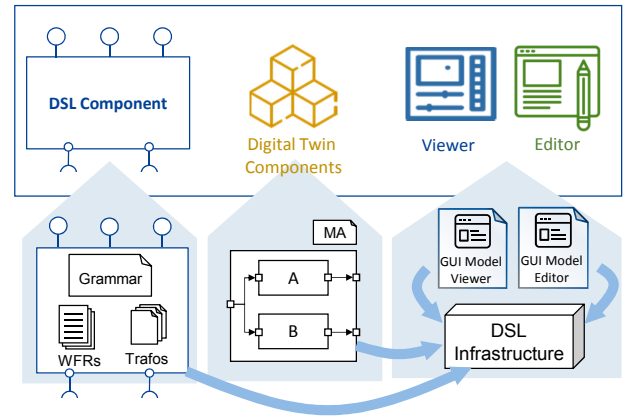 DSL Component
Digital Twin
Components
Viewer
Editor
Grammar
WFRs
Trafos
MA
A
B
GUI Model
Viewer
GUI Model
Editor
DSL
Infrastructure